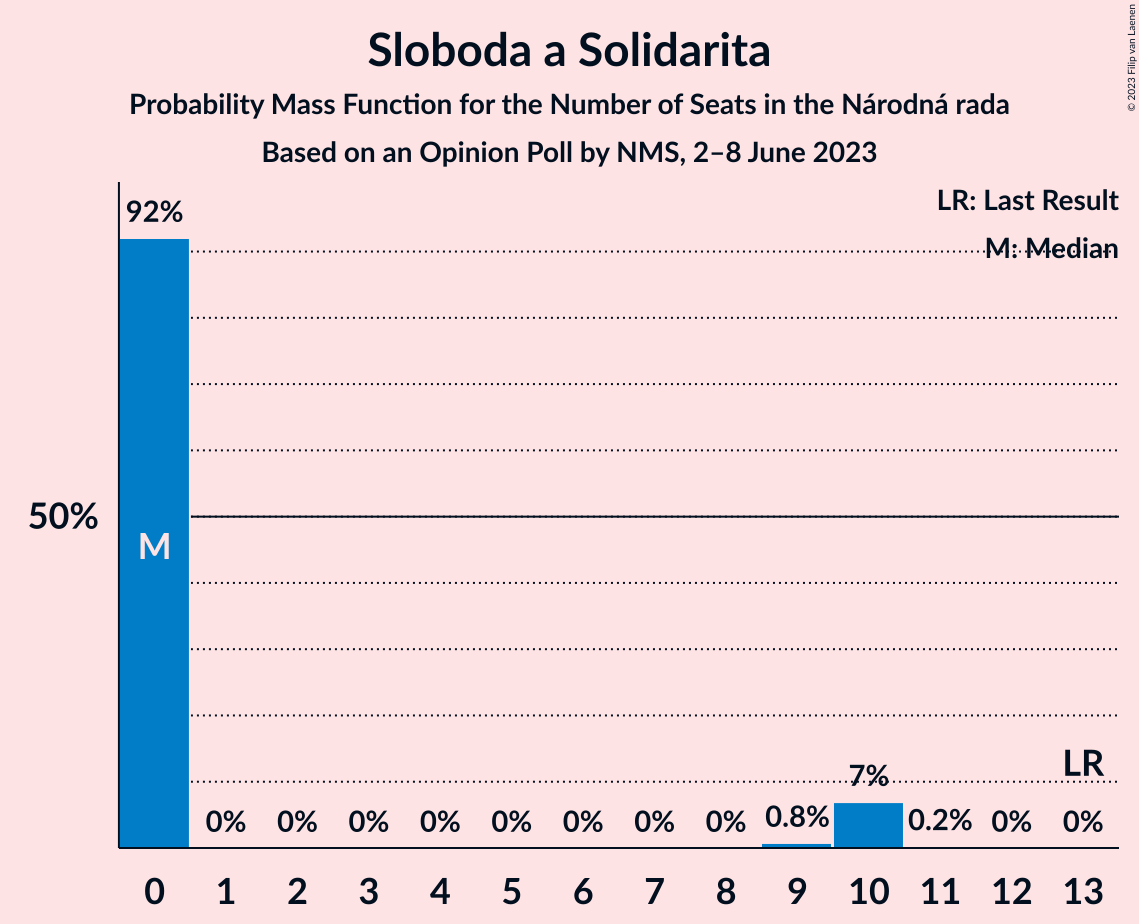 Sloboda a Solidarita
Probability Mass Function for the Number of Seats in the Národná rada
Based on an Opinion Poll by NMS, 2–8 June 2023
© 2023 Filip van Laenen
LR: Last Result
M: Median
92%
50%
M
LR
0% 0% 0% 0% 0% 0% 0% 0% 0.8% 7% 0.2% 0% 0%
0 1 2 3 4 5 6 7 8 9 10 11 12 13